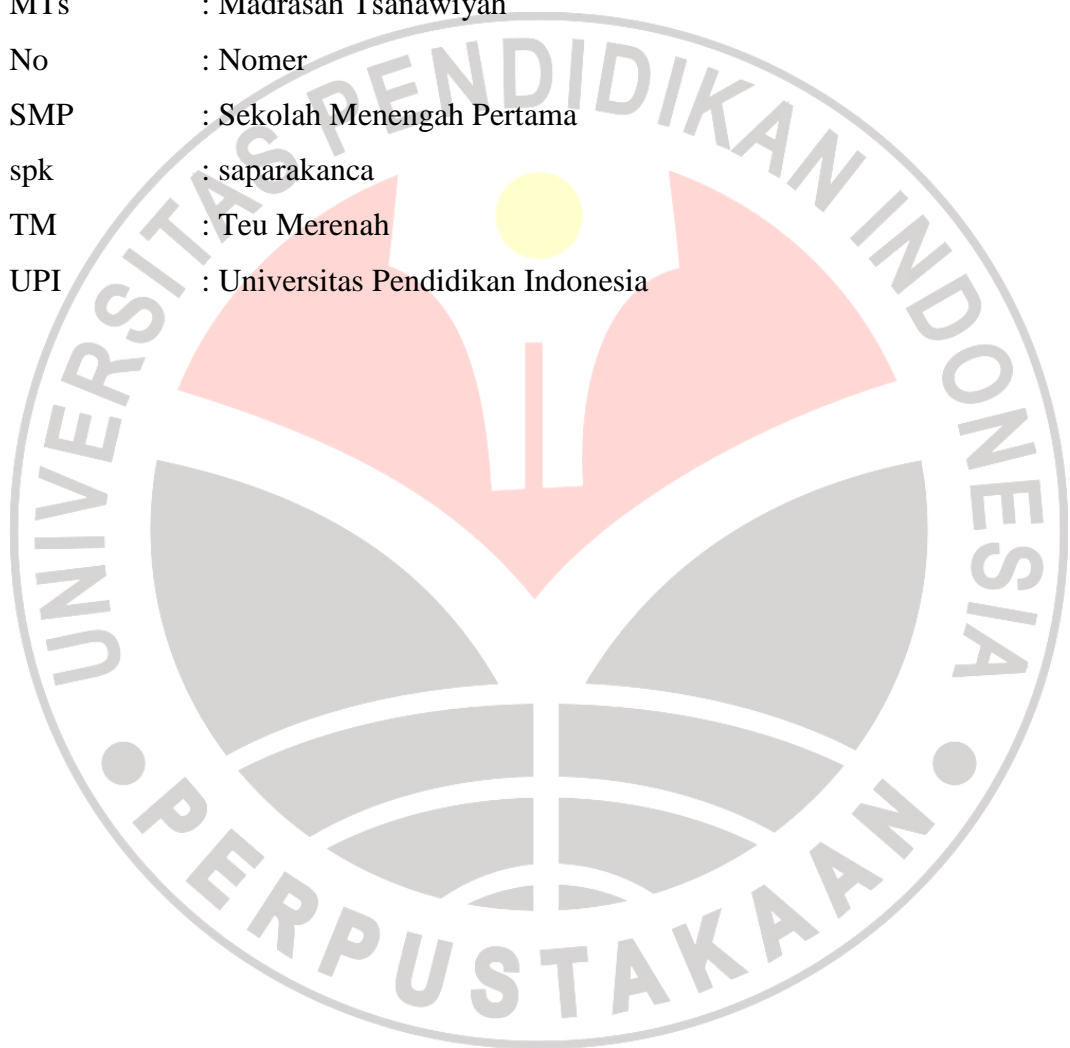 MTs : Madrasah Tsanawiyah
No : Nomer
SMP : Sekolah Menengah Pertama
spk : saparakanca
TM : Teu Merenah
UPI : Universitas Pendidikan Indonesia
UNIVERSITAS PENDIDIKAN INDONESIA
PERPUSTAKAAN